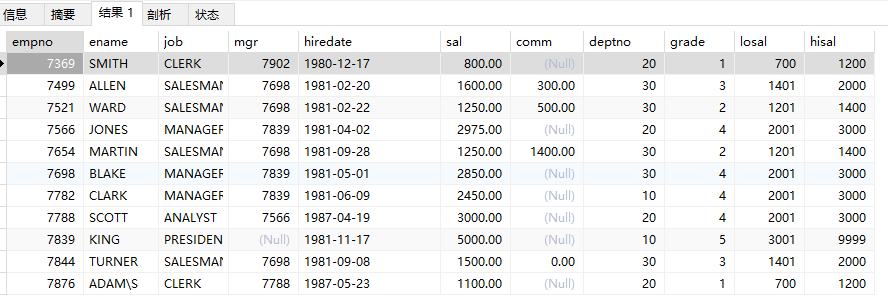 信息 摘要 结果 1 剖析 状态
empno ename job mgr hiredate sal comm deptno grade losal hisal
7369 SMITH CLERK 7902 1980-12-17 800.00 (Null) 20 1 700 1200
7499 ALLEN SALESMAN 7698 1981-02-20 1600.00 300.00 30 3 1401 2000
7521 WARD SALESMAN 7698 1981-02-22 1250.00 500.00 30 2 1201 1400
7566 JONES MANAGER 7839 1981-04-02 2975.00 (Null) 20 4 2001 3000
7654 MARTIN SALESMAN 7698 1981-09-28 1250.00 1400.00 30 2 1201 1400
7698 BLAKE MANAGER 7839 1981-05-01 2850.00 (Null) 30 4 2001 3000
7782 CLARK MANAGER 7839 1981-06-09 2450.00 (Null) 10 4 2001 3000
7788 SCOTT ANALYST 7566 1987-04-19 3000.00 (Null) 20 4 2001 3000
7839 KING PRESIDEN (Null) 1981-11-17 5000.00 (Null) 10 5 3001 9999
7844 TURNER SALESMAN 7698 1981-09-08 1500.00 0.00 30 3 1401 2000
7876 ADAM\S CLERK 7788 1987-05-23 1100.00 (Null) 20 1 700 1200